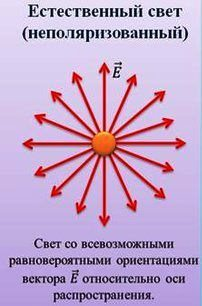 Естественный свет
(неполяризованный)
E⃗
Свет со всевозможными
равновероятными ориентациями
вектора E⃗ относительно оси
распространения.